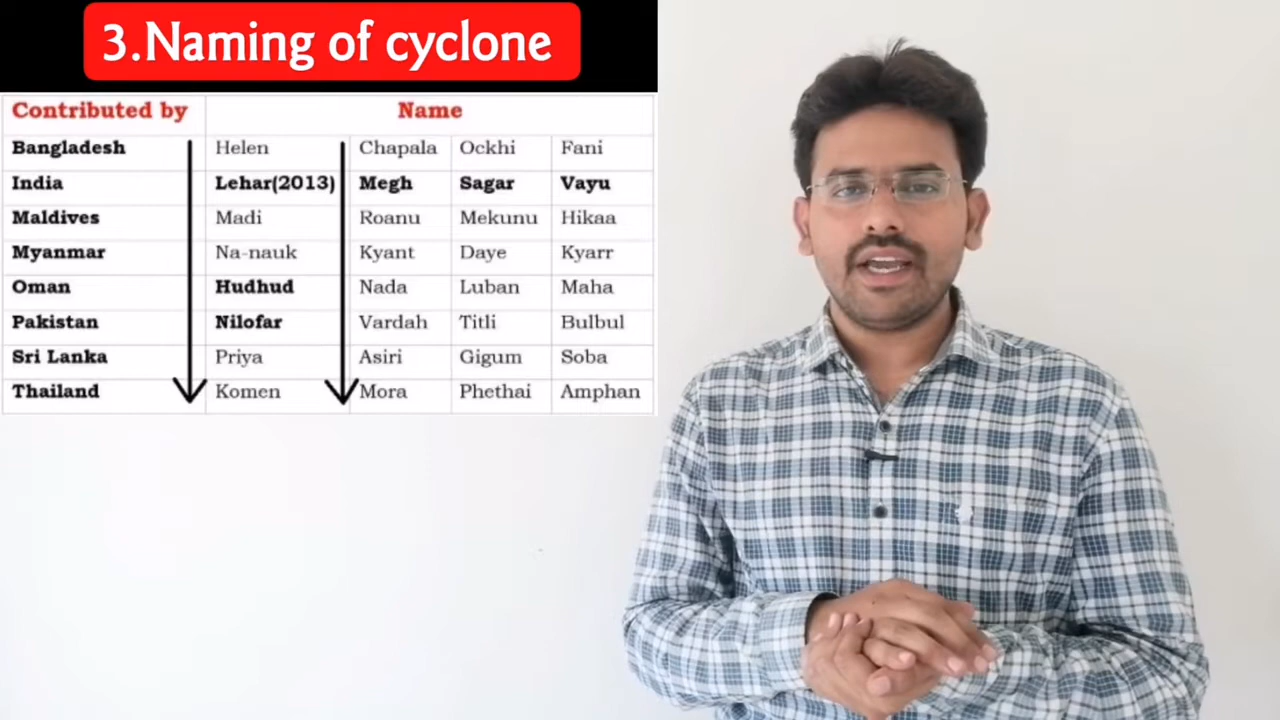 3.Naming of cyclone
Contributed by Name
Bangladesh Helen Chapala Ockhi Fani
India Lehar(2013) Megh Sagar Vayu
Maldives Madi Roanu Mekunu Hikaa
Myanmar Na-nauk Kyant Daye Kyarr
Oman Hudhud Nada Luban Maha
Pakistan Nilofar Vardah Titli Bulbul
Sri Lanka Priya Asiri Gigum Soba
Thailand Komen Mora Phethai Amphan